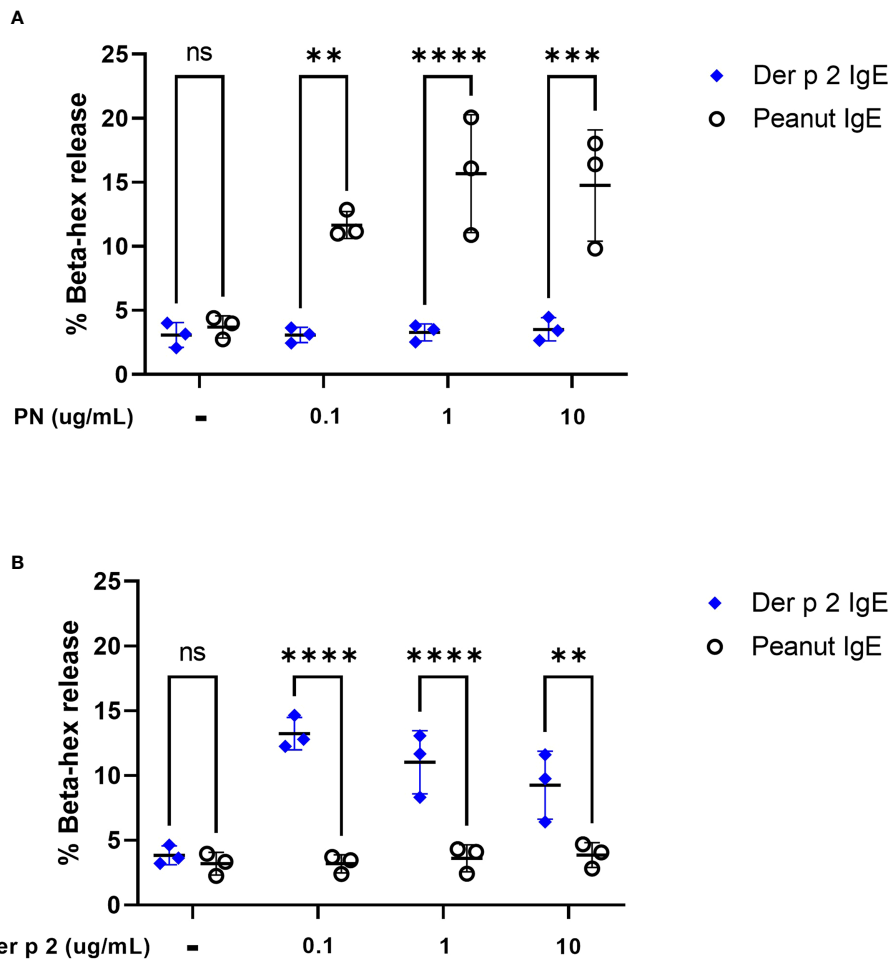 A
ns ** **** ***
25
20
15
10
5
0
% Beta-hex release
Der p 2 IgE
Peanut IgE
PN (ug/mL) - 0.1 1 10
B
25
20
15
10
5
0
% Beta-hex release
ns **** **** **
Der p 2 IgE
Peanut IgE
er p 2 (ug/mL) - 0.1 1 10